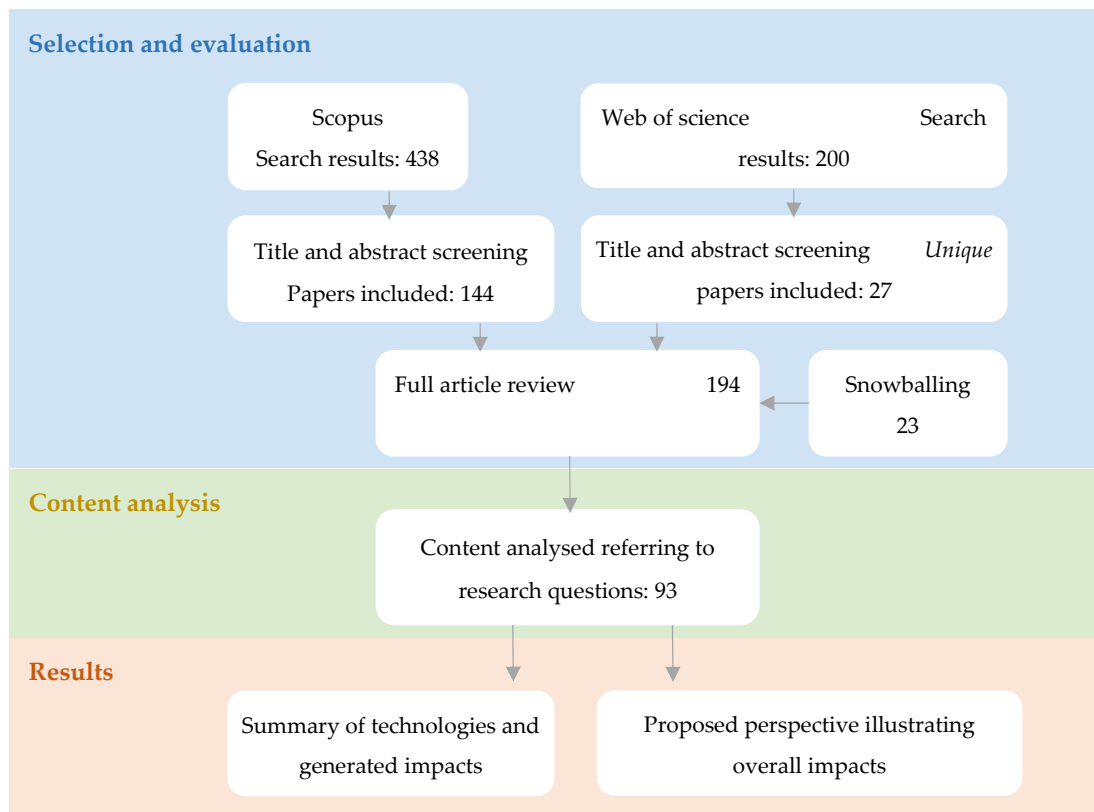 Selection and evaluation
Scopus
Search results: 438
Web of science Search
results: 200
Title and abstract screening
Papers included: 144
Title and abstract screening Unique
papers included: 27
Full article review 194
Snowballing
23
Content analysis
Content analysed referring to
research questions: 93
Results
Summary of technologies and
generated impacts
Proposed perspective illustrating
overall impacts